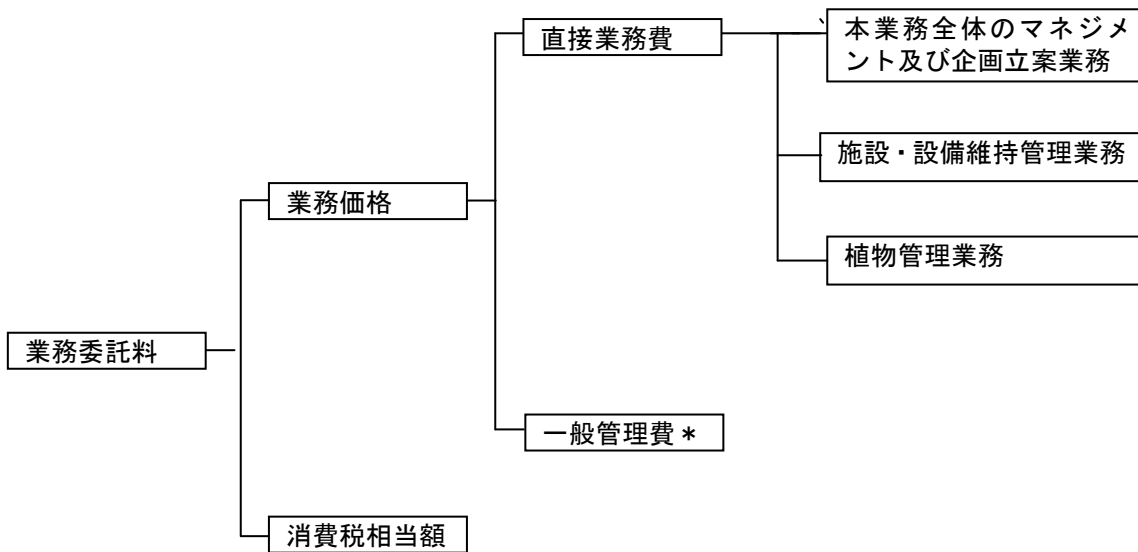 直接業務費
本業務全体のマネジメ
ント及び企画立案業務
施設・設備維持管理業務
業務価格
植物管理業務
業務委託料
一般管理費＊
消費税相当額